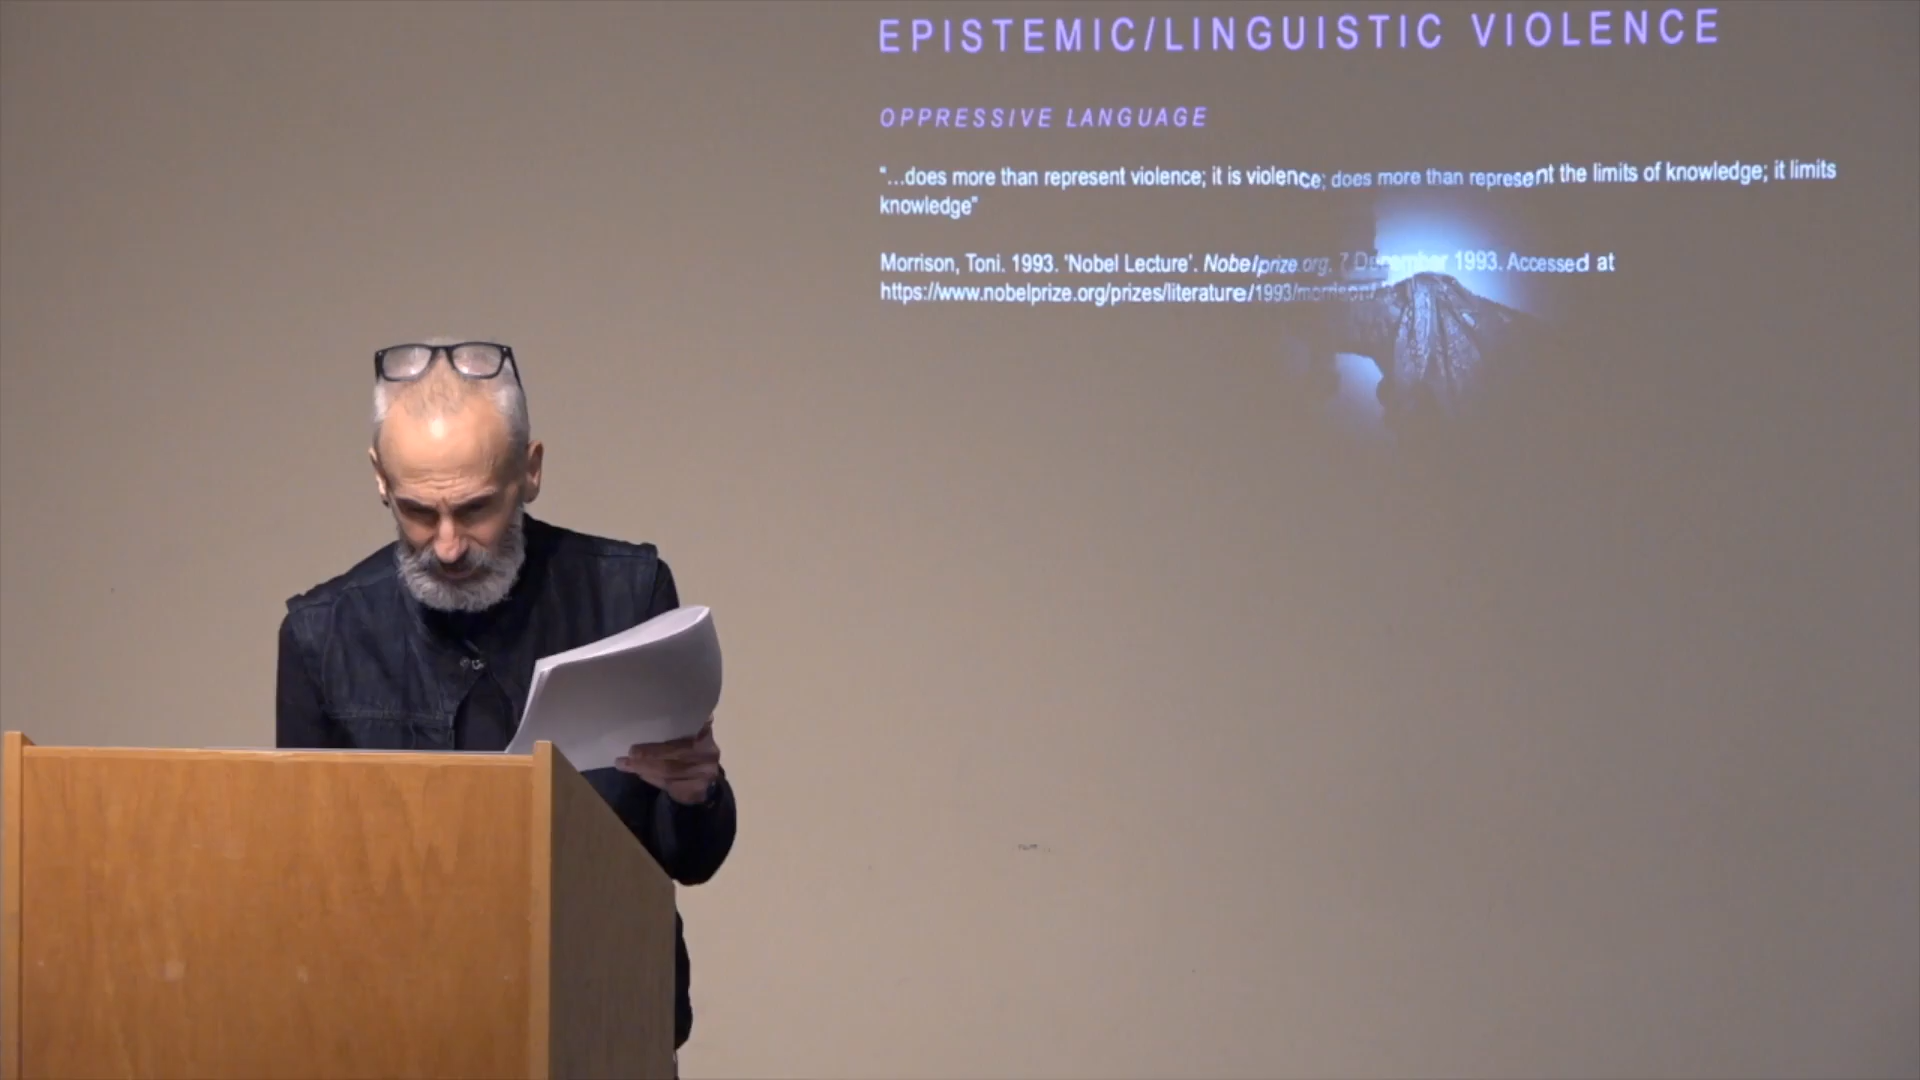 EPISTEMIC/LINGUISTIC VIOLENCE
OPPRESSIVE LANGUAGE
"...does more than represent violence; it is violence; does more than represent the limits of knowledge; it limits
knowledge"
Morrison, Toni. 1993. 'Nobel Lecture'. Nobelprize.org. 7 December 1993. Accessed at
https://www.nobelprize.org/prizes/literature/1993/morrison/